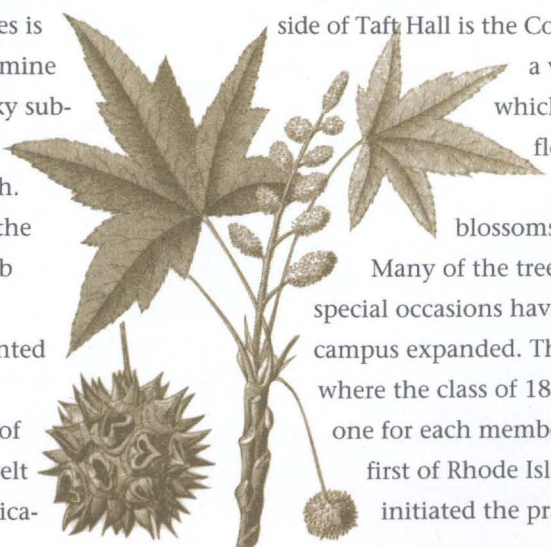 es is
mine
ky sub-
h.
the
b
nted
of
elt
ica-
side of Taft Hall is the Co
a
which
fl
blossoms
Many of the tree
special occasions hav
campus expanded. Th
where the class of 18
one for each membe
first of Rhode Isl
initiated the pr